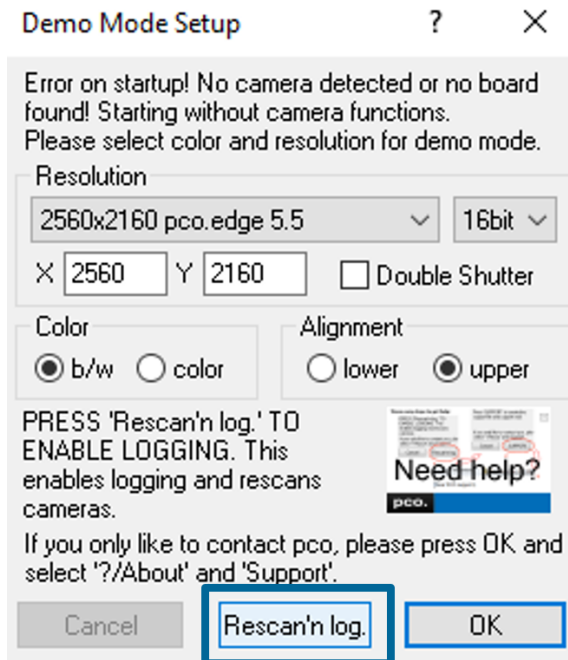 Demo Mode Setup ? ×
Error on startup! No camera detected or no board
found! Starting without camera functions.
Please select color and resolution for demo mode.
Resolution
2560x2160 pco.edge 5.5 16bit
X 2560 Y 2160 Double Shutter
Color Alignment
b/w color lower upper
PRESS 'Rescan'n log.' TO
ENABLE LOGGING. This
enables logging and rescans
cameras.
Need help?
pco.
If you only like to contact pco, please press OK and
select '?/About' and 'Support'.
Cancel Rescan'n log. OK